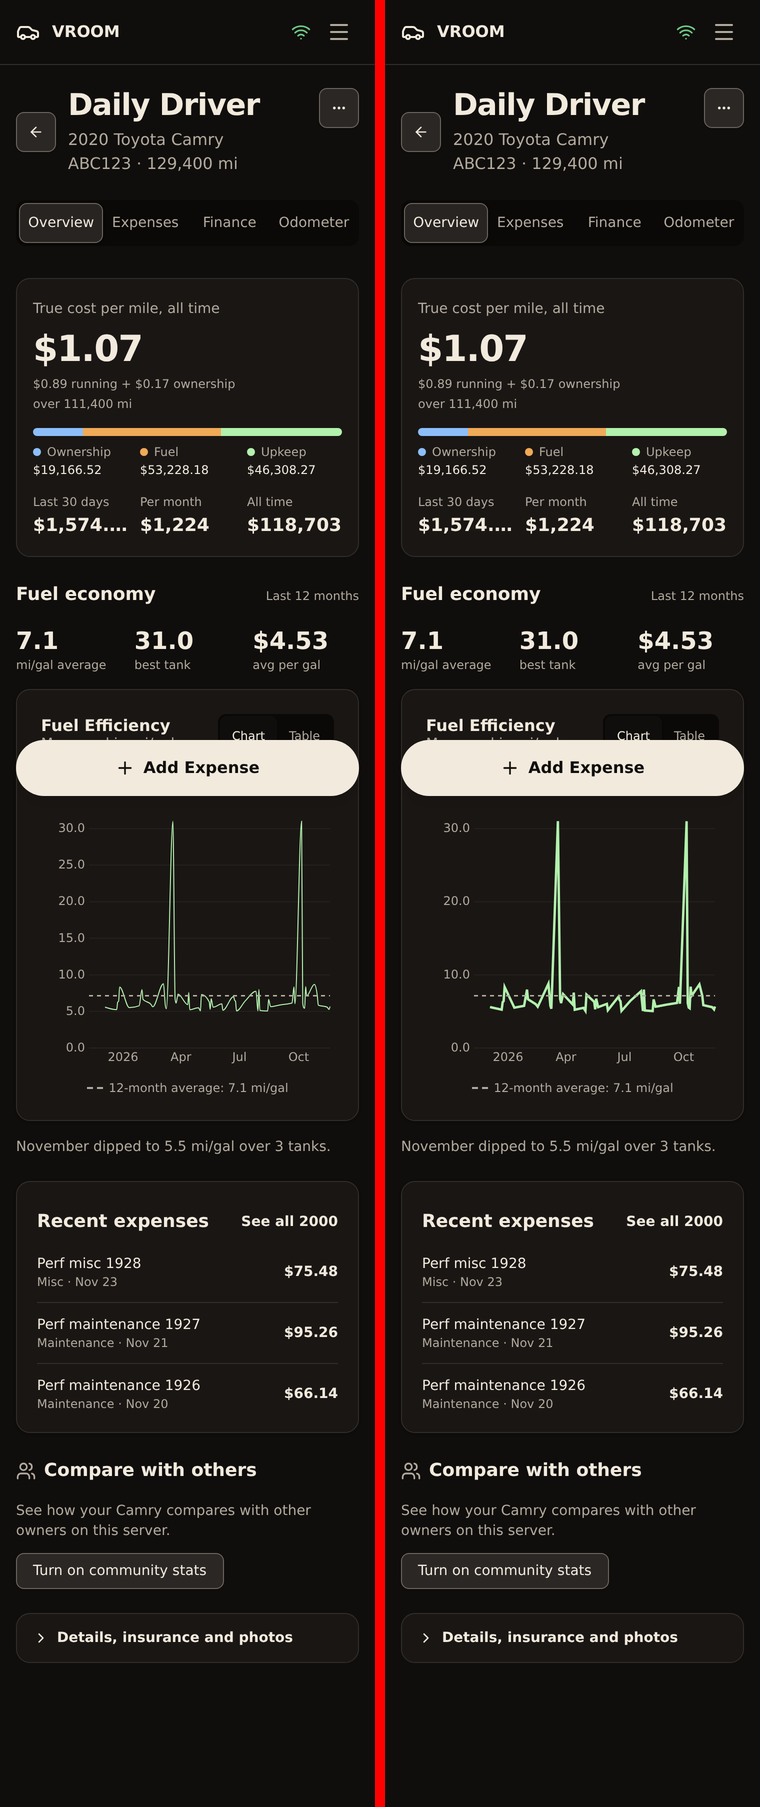 VROOM
Daily Driver
2020 Toyota Camry
ABC123 · 129,400 mi
Overview Expenses Finance Odometer
True cost per mile, all time
$1.07
$0.89 running + $0.17 ownership
over 111,400 mi
Ownership Fuel Upkeep
$19,166.52 $53,228.18 $46,308.27
Last 30 days Per month All time
$1,574.... $1,224 $118,703
Fuel economy Last 12 months
7.1 31.0 $4.53
mi/gal average best tank avg per gal
Fuel Efficiency Chart Table
+ Add Expense
30.0
25.0
20.0
15.0
10.0
5.0
0.0
2026 Apr Jul Oct
12-month average: 7.1 mi/gal
November dipped to 5.5 mi/gal over 3 tanks.
Recent expenses See all 2000
Perf misc 1928 $75.48
Misc · Nov 23
Perf maintenance 1927 $95.26
Maintenance · Nov 21
Perf maintenance 1926 $66.14
Maintenance · Nov 20
Compare with others
See how your Camry compares with other
owners on this server.
Turn on community stats
Details, insurance and photos
VROOM
Daily Driver
2020 Toyota Camry
ABC123 · 129,400 mi
Overview Expenses Finance Odometer
True cost per mile, all time
$1.07
$0.89 running + $0.17 ownership
over 111,400 mi
Ownership Fuel Upkeep
$19,166.52 $53,228.18 $46,308.27
Last 30 days Per month All time
$1,574.... $1,224 $118,703
Fuel economy Last 12 months
7.1 31.0 $4.53
mi/gal average best tank avg per gal
Fuel Efficiency Chart Table
+ Add Expense
30.0
20.0
10.0
0.0
2026 Apr Jul Oct
12-month average: 7.1 mi/gal
November dipped to 5.5 mi/gal over 3 tanks.
Recent expenses See all 2000
Perf misc 1928 $75.48
Misc · Nov 23
Perf maintenance 1927 $95.26
Maintenance · Nov 21
Perf maintenance 1926 $66.14
Maintenance · Nov 20
Compare with others
See how your Camry compares with other
owners on this server.
Turn on community stats
Details, insurance and photos